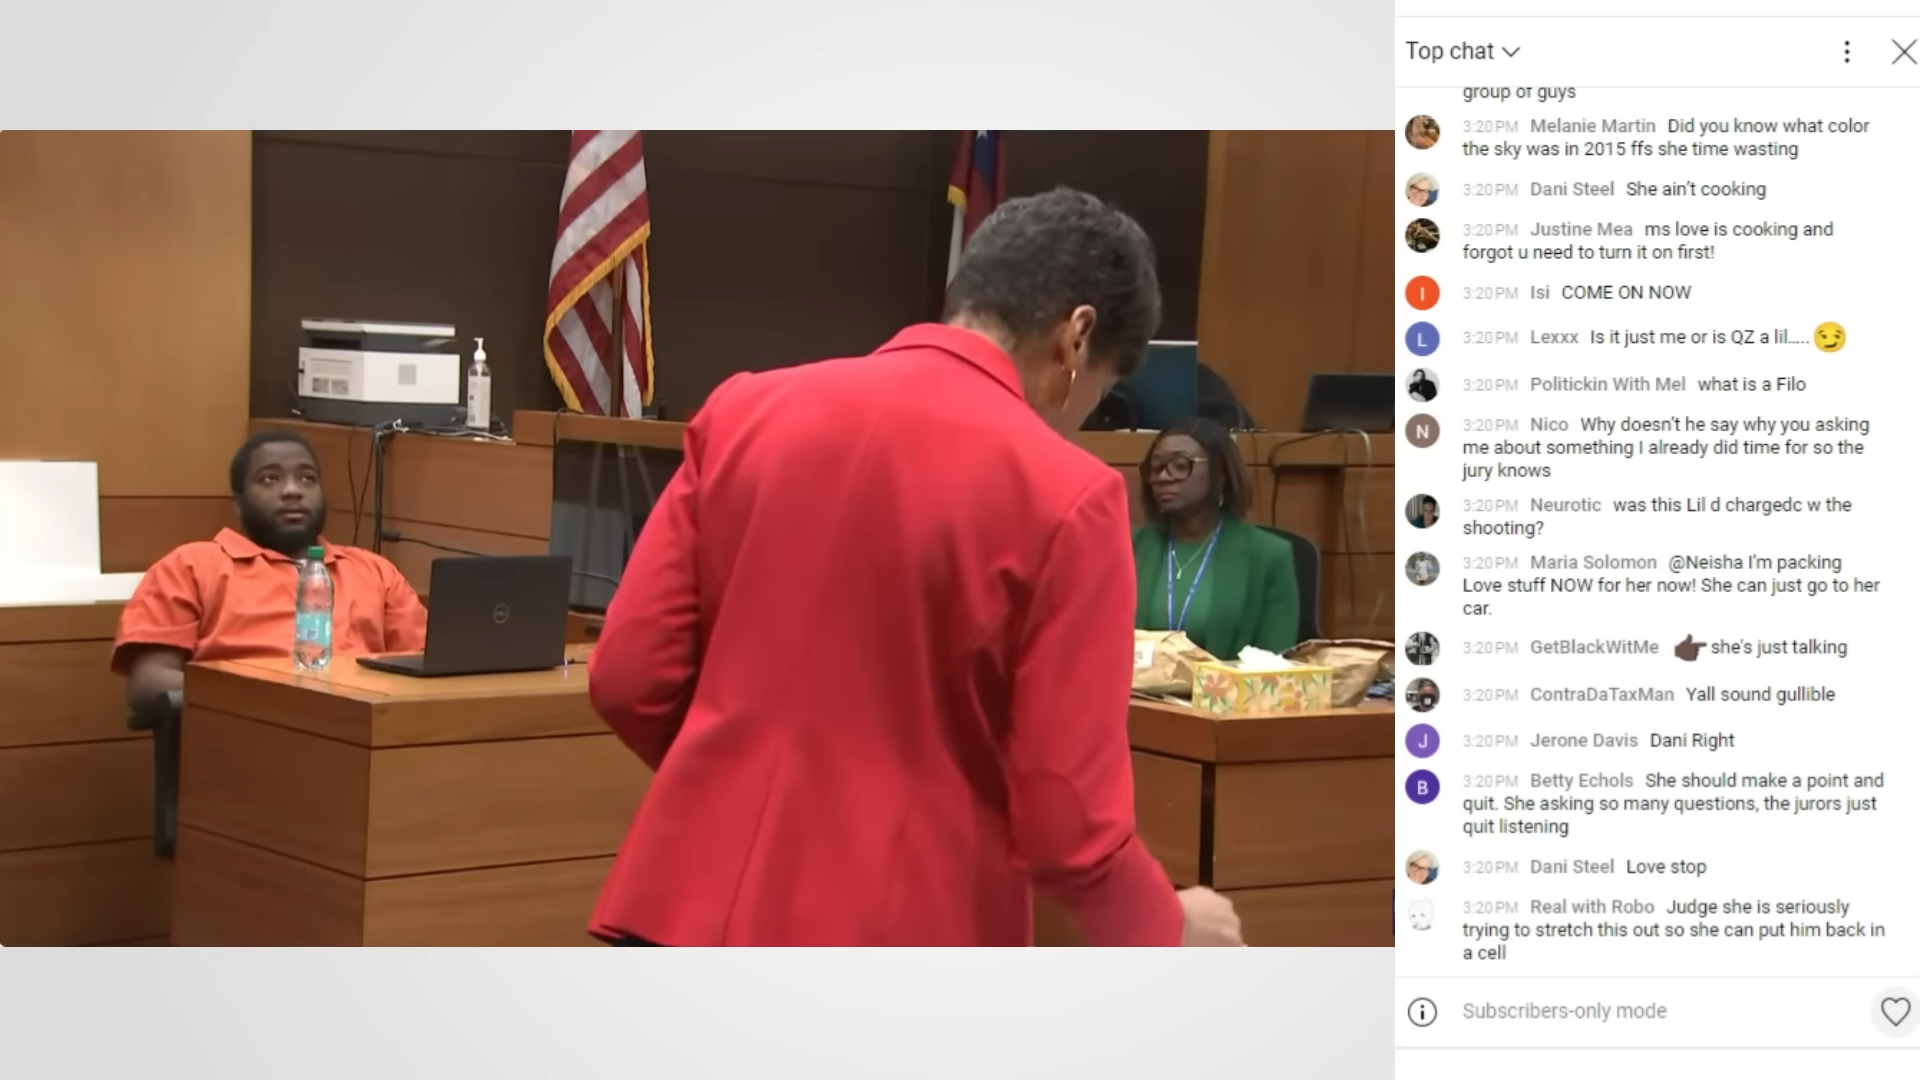 Top chat
group of guys
3:20 PM Melanie Martin Did you know what color
the sky was in 2015 ffs she time wasting
3:20 PM Dani Steel She ain't cooking
3:20 PM Justine Mea ms love is cooking and
forgot u need to turn it on first!
I 3:20 PM Isi COME ON NOW
L 3:20 PM Lexxx Is it just me or is QZ a lil..... 😏
3:20 PM Politickin With Mel what is a Filo
N 3:20 PM Nico Why doesn't he say why you asking
me about something I already did time for so the
jury knows
3:20 PM Neurotic was this Lil d chargedc w the
shooting?
3:20 PM Maria Solomon @Neisha I'm packing
Love stuff NOW for her now! She can just go to her
car.
3:20 PM GetBlackWitMe 👉🏿 she's just talking
3:20 PM ContraDaTaxMan Yall sound gullible
J 3:20 PM Jerone Davis Dani Right
B 3:20 PM Betty Echols She should make a point and
quit. She asking so many questions, the jurors just
quit listening
3:20 PM Dani Steel Love stop
3:20 PM Real with Robo Judge she is seriously
trying to stretch this out so she can put him back in
a cell
Subscribers-only mode